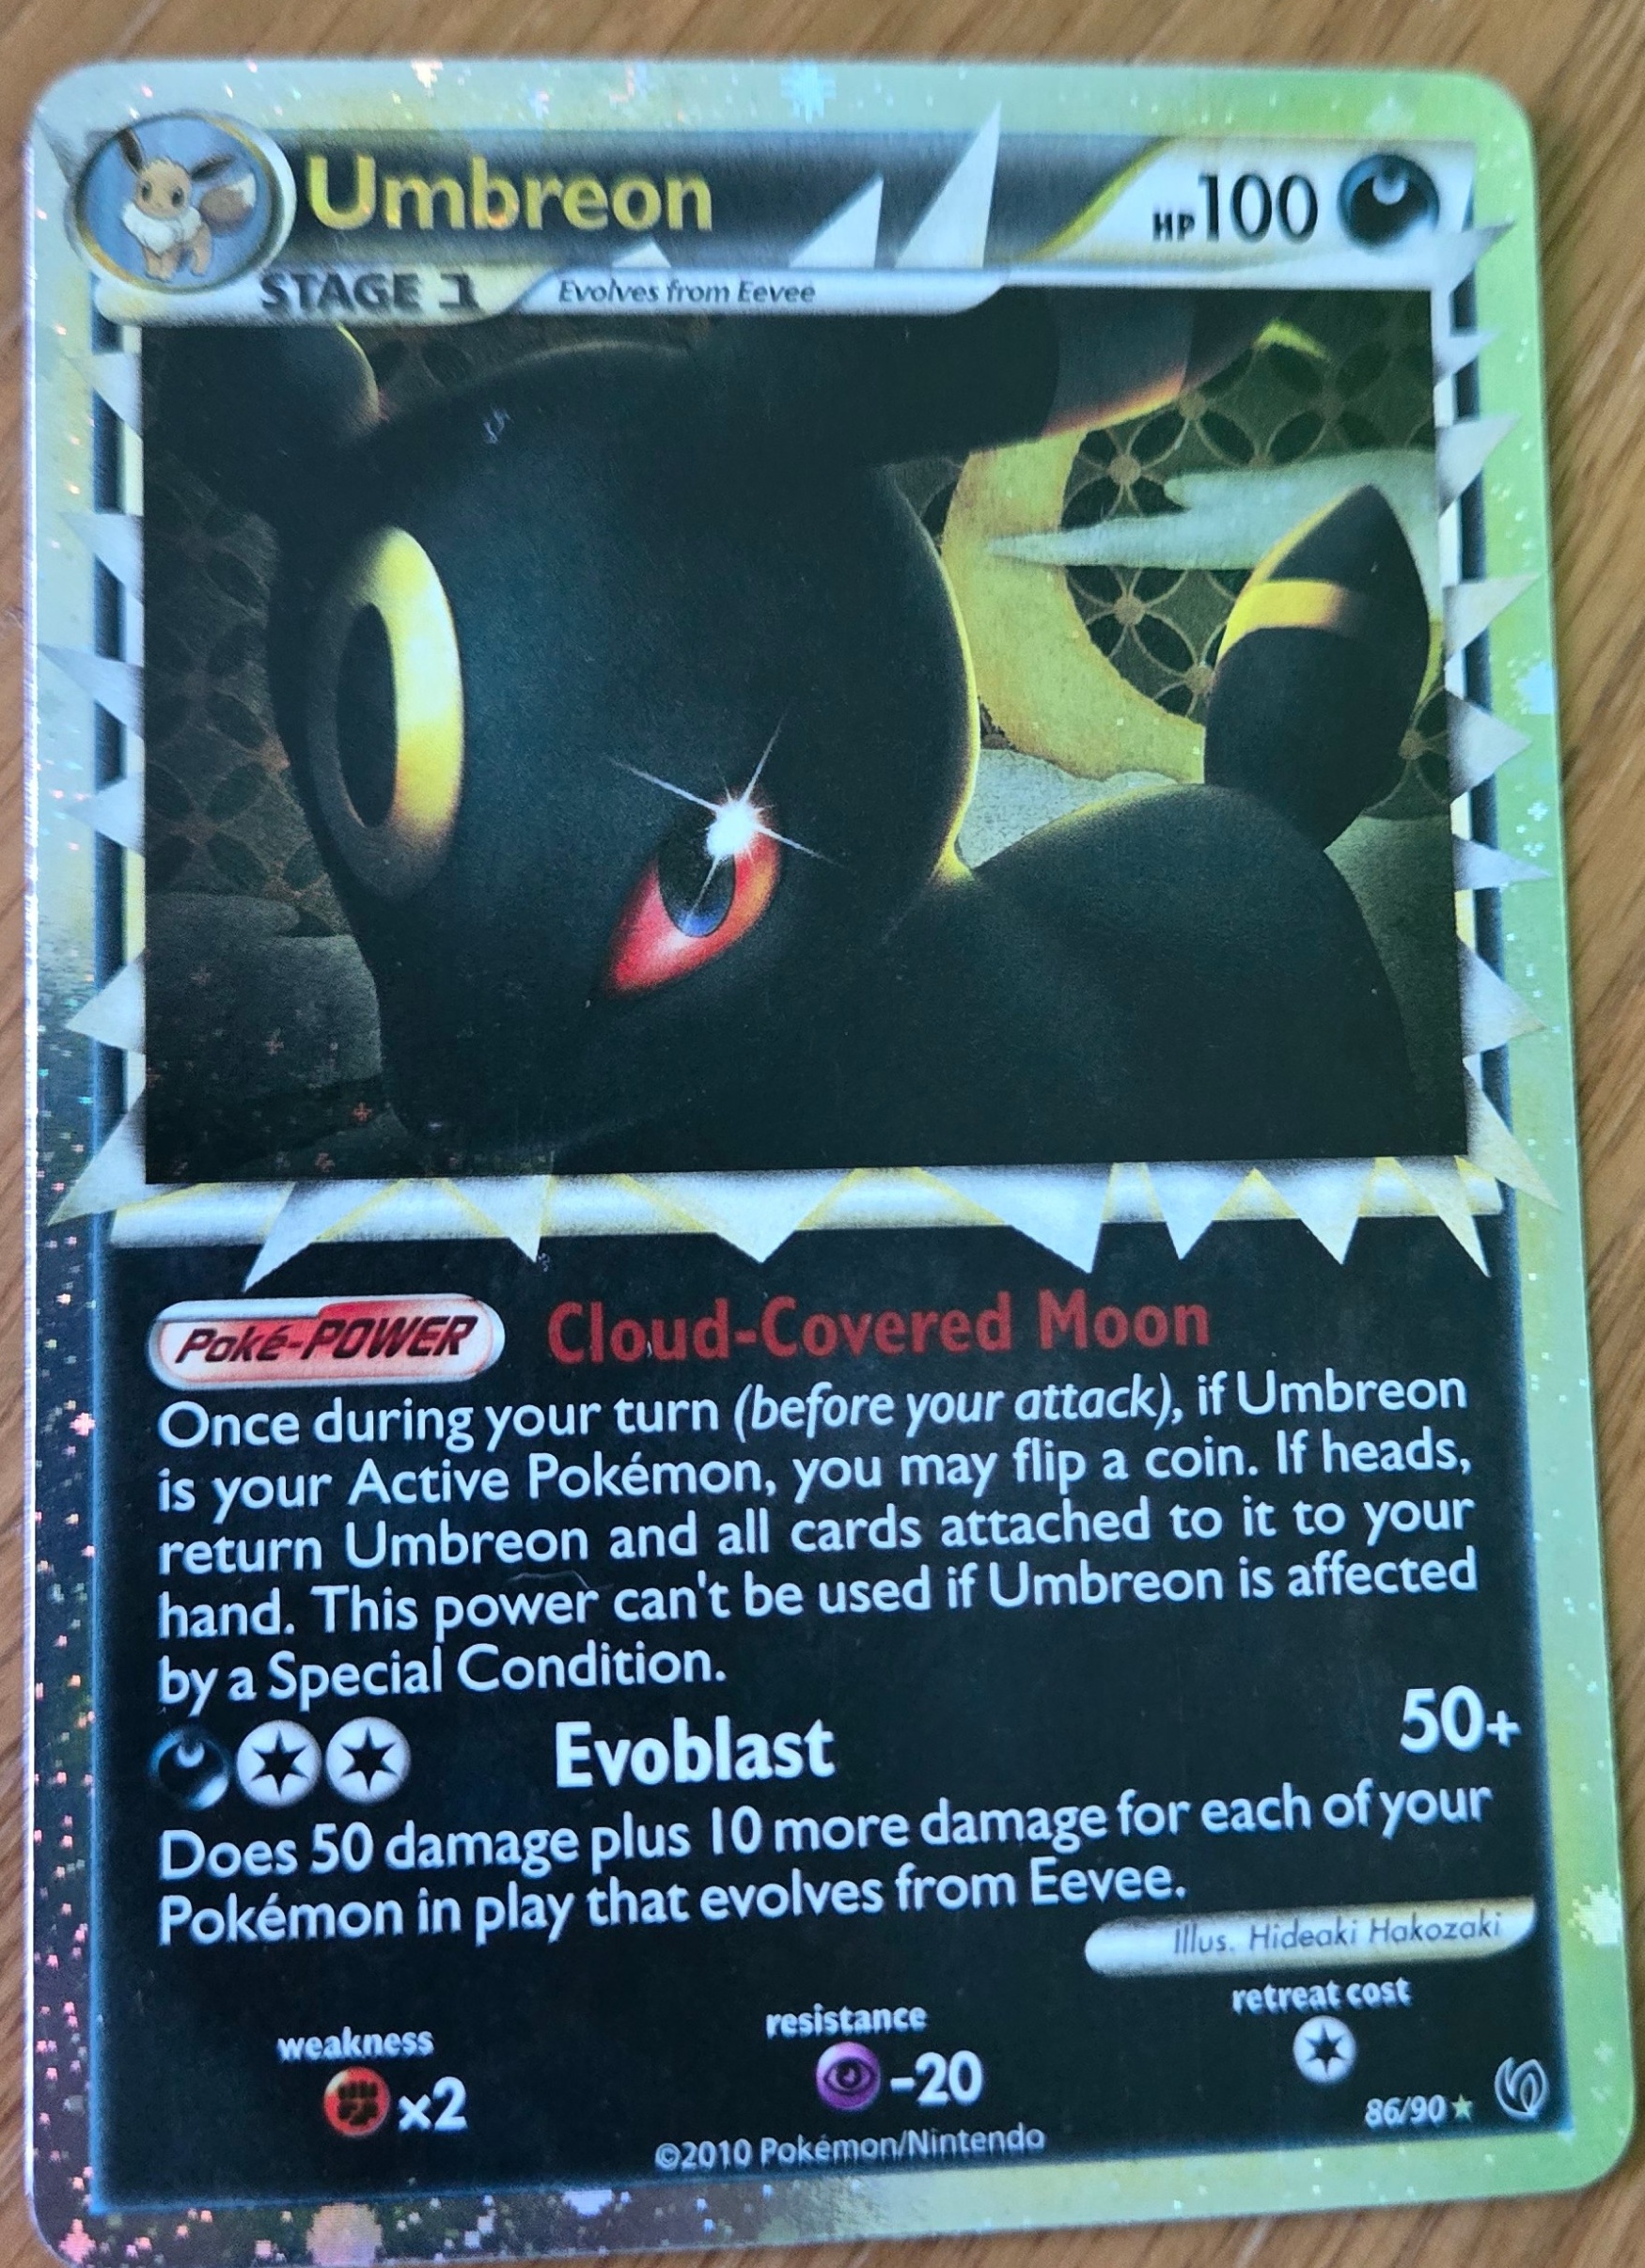 Umbreon
HP100
STAGE 1
Evolves from Eevee
Poké-POWER Cloud-Covered Moon
Once during your turn (before your attack), if Umbreon
is your Active Pokémon, you may flip a coin. If heads,
return Umbreon and all cards attached to it to your
hand. This power can't be used if Umbreon is affected
by a Special Condition.
Evoblast 50+
Does 50 damage plus 10 more damage for each of your
Pokémon in play that evolves from Eevee.
Illus. Hideaki Hakozaki
weakness
x2
resistance
-20
retreat cost
86/90
©2010 Pokémon/Nintendo